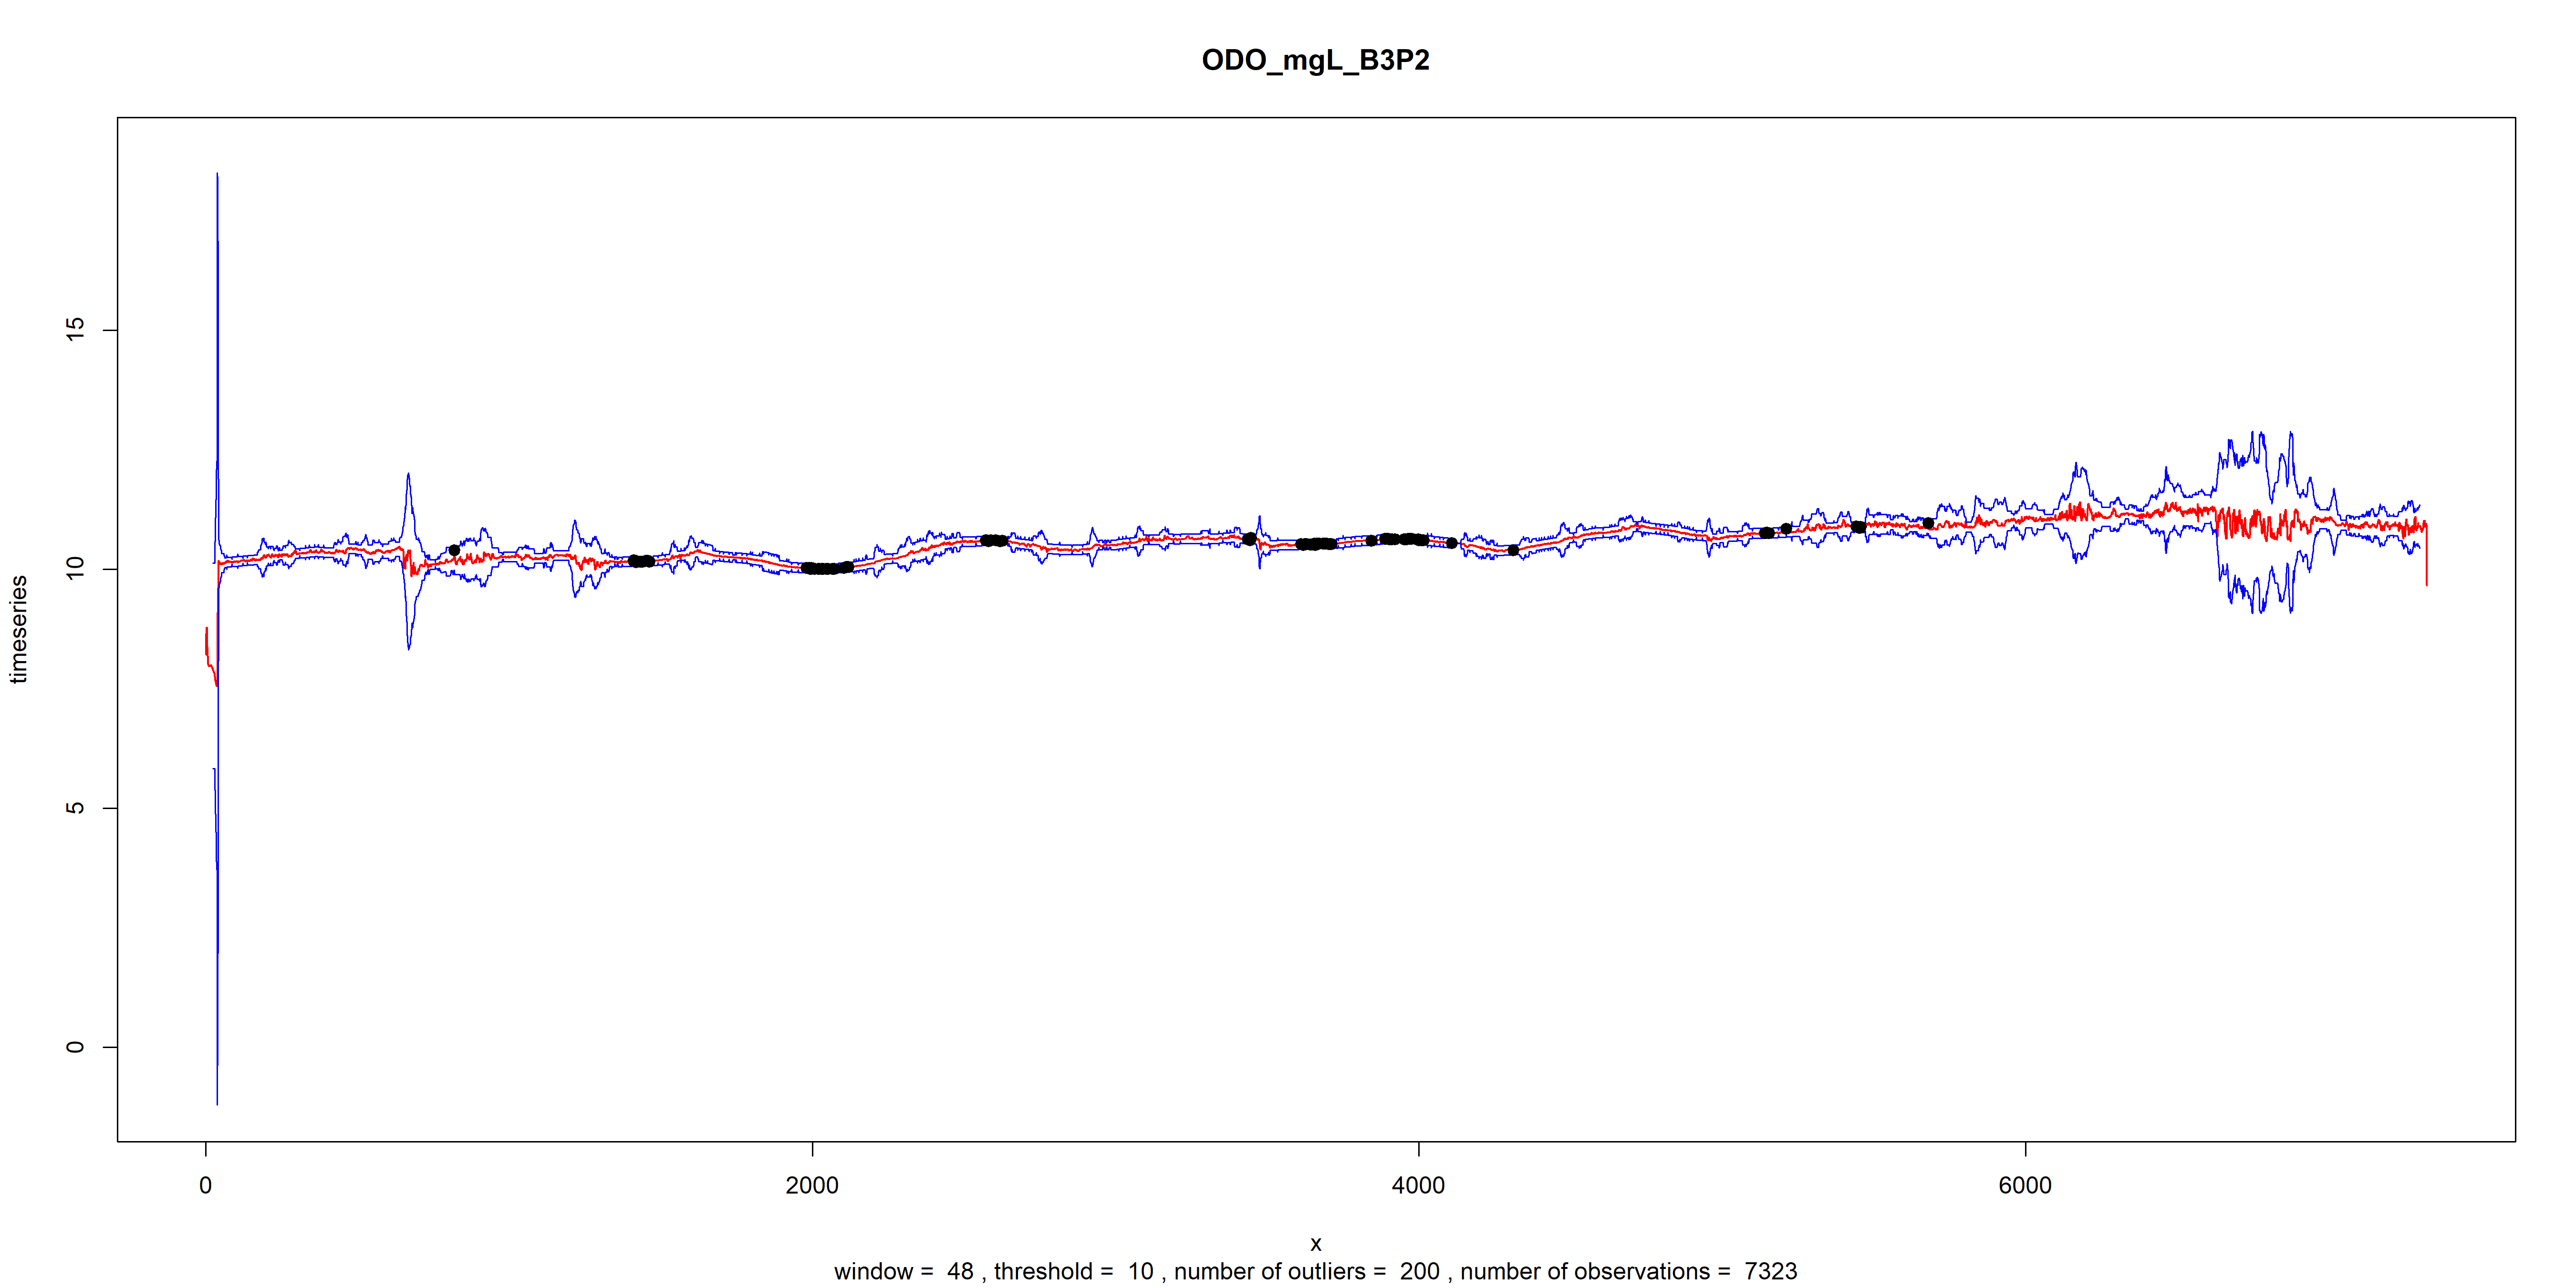 ODO_mgL_B3P2
timeseries
15
10
5
0
0 2000 4000 6000
x
window = 48 , threshold = 10 , number of outliers = 200 , number of observations = 7323